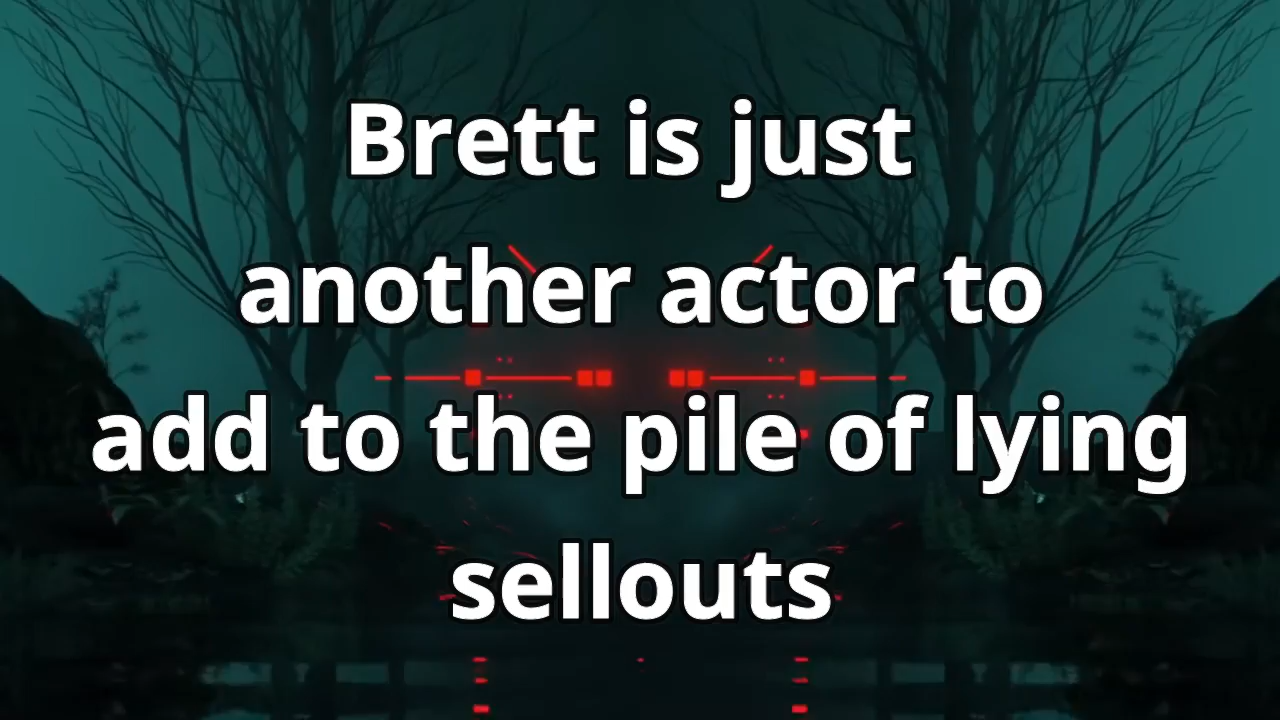 Brett is just
another actor to
add to the pile of lying
sellouts